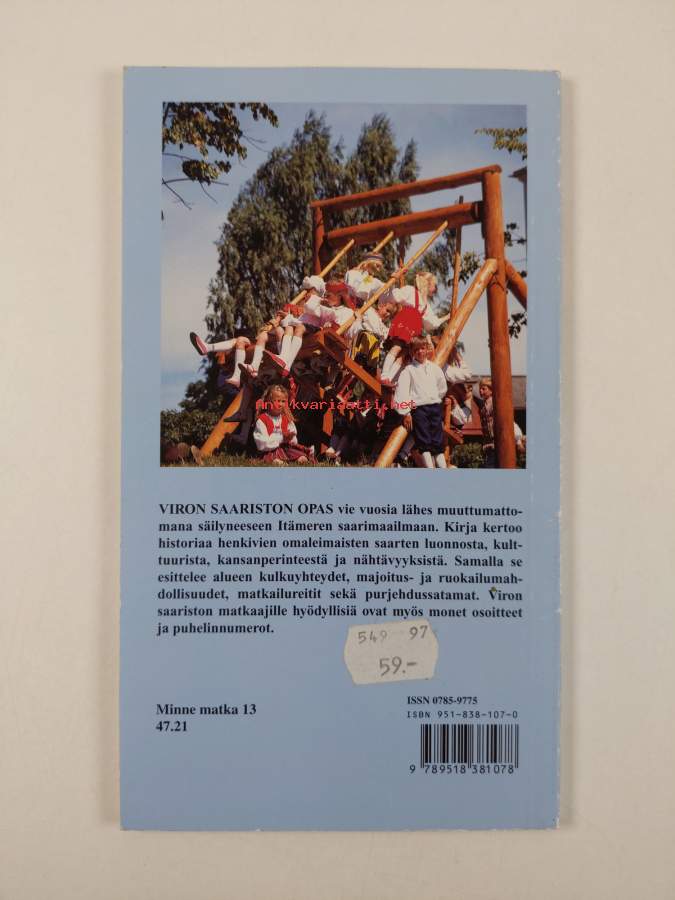 antikvariaatti.net
VIRON SAARISTON OPAS vie vuosia lähes muuttumatto-
mana säilyneeseen Itämeren saarimaailmaan. Kirja kertoo
historiaa henkivien omaleimaisten saarten luonnosta, kult-
tuurista, kansanperinteestä ja nähtävyyksistä. Samalla se
esittelee alueen kulkuyhteydet, majoitus- ja ruokailumah-
dollisuudet, matkailureitit sekä purjehdussatamat. Viron
saariston matkaajille hyödyllisiä ovat myös monet osoitteet
ja puhelinnumerot.
549 97
59.-
Minne matka 13
47.21
ISSN 0785-9775
ISBN 951-838-107-0
9 789518 381078